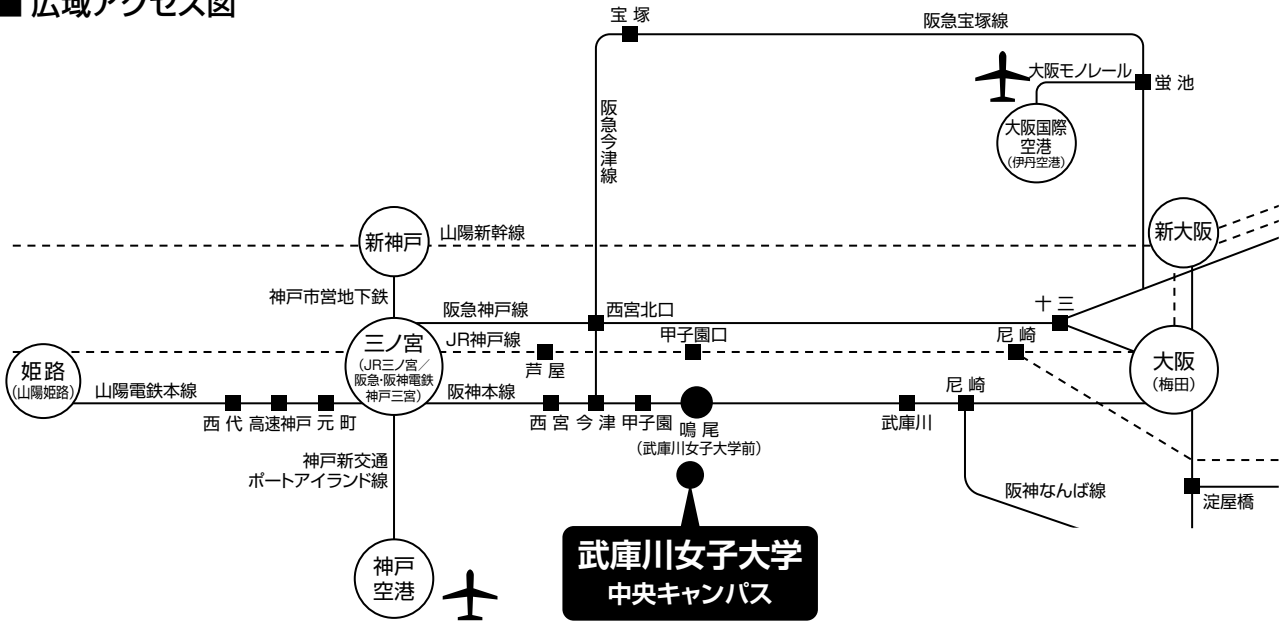 ■ 広域アクセス図
宝塚
阪急宝塚線
大阪モノレール
蛍池
大阪国際
空港
(伊丹空港)
阪急今津線
新神戸
山陽新幹線
新大阪
神戸市営地下鉄
阪急神戸線
西宮北口
十三
三ノ宮
(JR三ノ宮/
阪急・阪神電鉄
神戸三宮)
JR神戸線
芦屋
甲子園口
尼崎
大阪
(梅田)
姫路
(山陽姫路)
山陽電鉄本線
西代
高速神戸
元町
阪神本線
西宮
今津
甲子園
鳴尾
(武庫川女子大学前)
武庫川
尼崎
神戸新交通
ポートアイランド線
阪神なんば線
淀屋橋
武庫川女子大学
中央キャンパス
神戸
空港